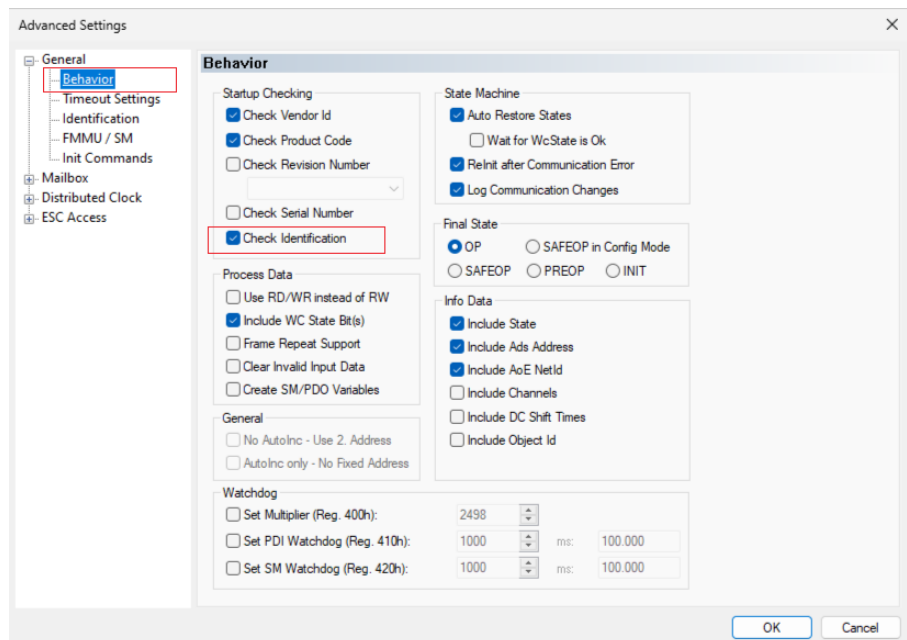 Advanced Settings
General
Behavior
Timeout Settings
Identification
FMMU / SM
Init Commands
Mailbox
Distributed Clock
ESC Access
Behavior
Startup Checking
Check Vendor Id
Check Product Code
Check Revision Number
Check Serial Number
Check Identification
Process Data
Use RD/WR instead of RW
Include WC State Bit(s)
Frame Repeat Support
Clear Invalid Input Data
Create SM/PDO Variables
General
No AutoInc - Use 2. Address
AutoInc only - No Fixed Address
State Machine
Auto Restore States
Wait for WcState is Ok
ReInit after Communication Error
Log Communication Changes
Final State
OP SAFEOP in Config Mode
SAFEOP PREOP INIT
Info Data
Include State
Include Ads Address
Include AoE NetId
Include Channels
Include DC Shift Times
Include Object Id
Watchdog
Set Multiplier (Reg. 400h): 2498
Set PDI Watchdog (Reg. 410h): 1000 ms: 100.000
Set SM Watchdog (Reg. 420h): 1000 ms: 100.000
OK Cancel